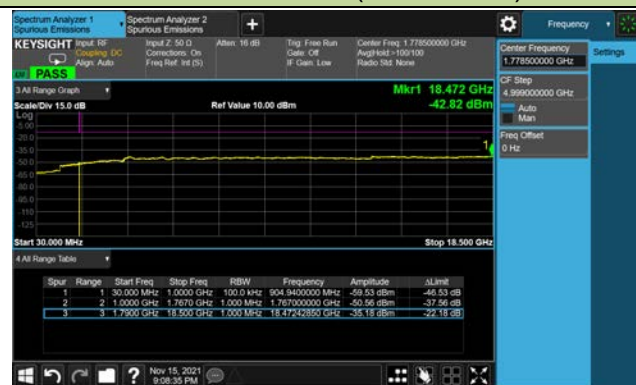 Spectrum Analyzer 1
Spurious Emissions
Spectrum Analyzer 2
Spurious Emissions
+
Frequency
KEYSIGHT
Input: RF
Coupling: DC
Align: Auto
Input Z: 50 Ω
Corrections: On
Freq Ref: Int (S)
Atten: 16 dB
Trig: Free Run
Gate: Off
IF Gain: Low
Center Freq: 1.778500000 GHz
Avg|Hold:>100/100
Radio Std: None
PASS
Center Frequency
1.778500000 GHz
Settings
CF Step
4.999000000 GHz
Auto
Man
Freq Offset
0 Hz
3 All Range Graph
Mkr1 18.472 GHz
Scale/Div 15.0 dB
Ref Value 10.00 dBm
-42.82 dBm
Log
-5.00
-20.0
-35.0
-50.0
-65.0
-80.0
-95.0
-110
-125
1
Start 30.000 MHz
Stop 18.500 GHz
4 All Range Table
Spur Range Start Freq Stop Freq RBW Frequency Amplitude ΔLimit
1 1 30.000 MHz 1.0000 GHz 100.0 kHz 904.9400000 MHz -59.53 dBm -46.53 dB
2 2 1.0000 GHz 1.7670 GHz 1.000 MHz 1.767000000 GHz -50.56 dBm -37.56 dB
3 3 1.7900 GHz 18.500 GHz 1.000 MHz 18.47242850 GHz -35.18 dBm -22.18 dB
?
Nov 15, 2021
9:08:35 PM